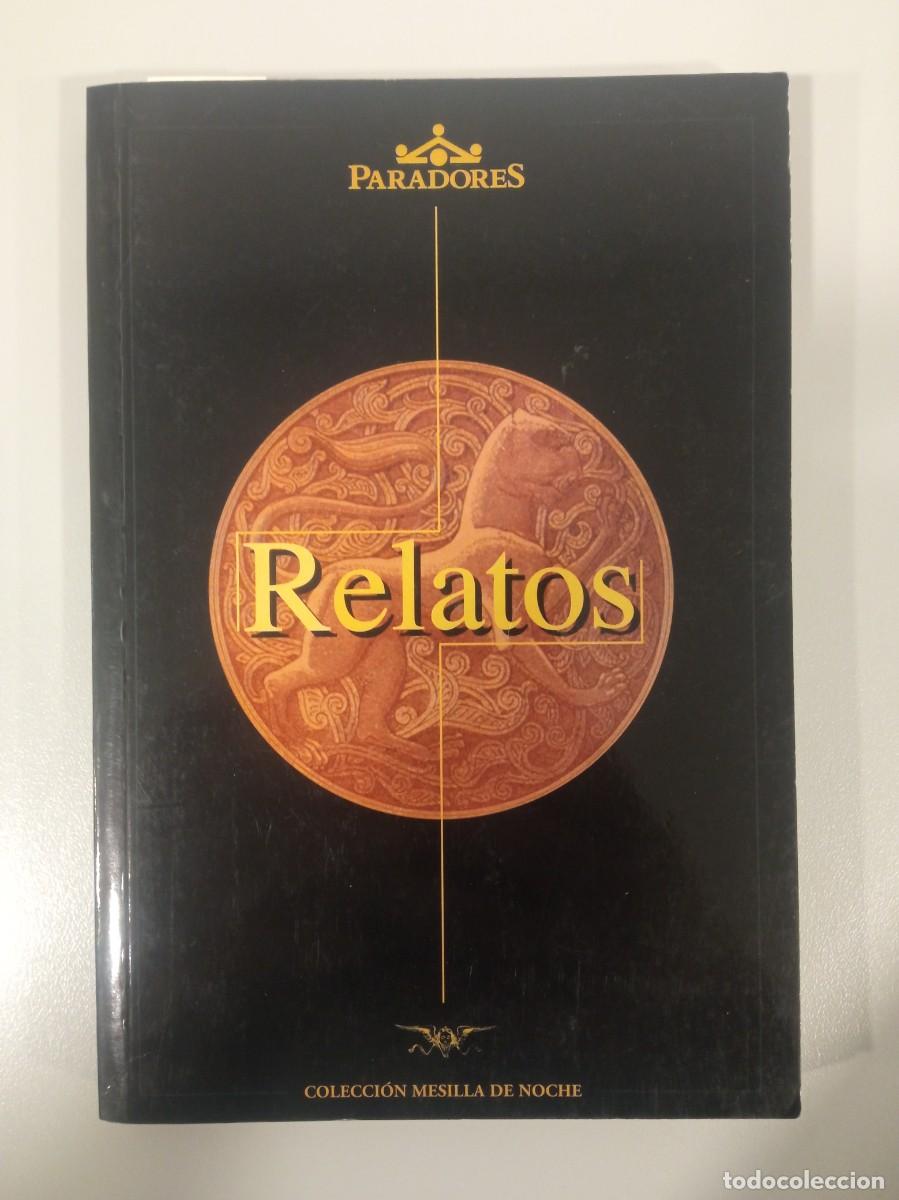 PARADORES
Relatos
COLECCIÓN MESILLA DE NOCHE
todocoleccion